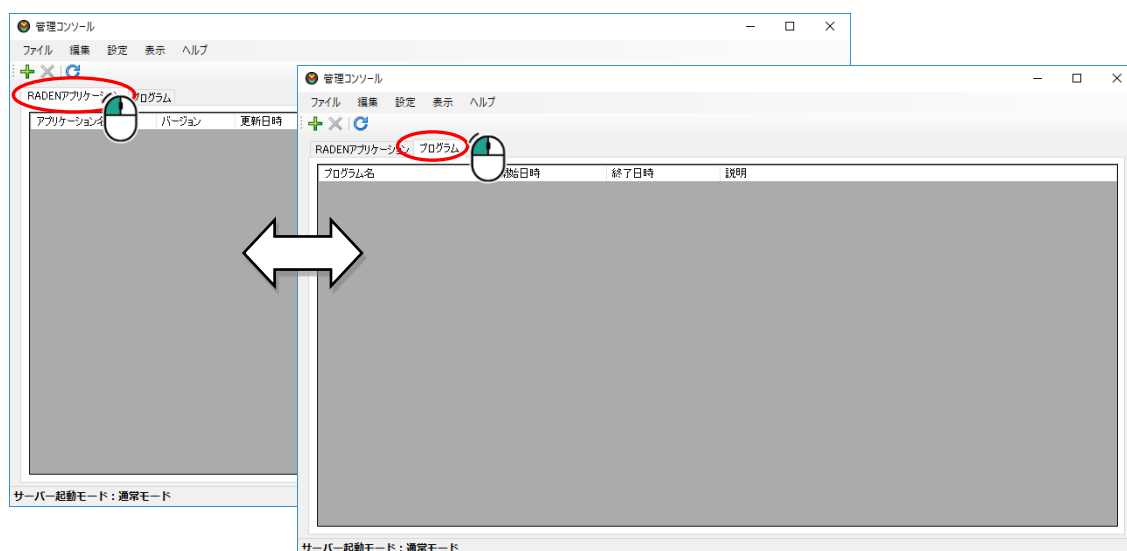 管理コンソール
ファイル 編集 設定 表示 ヘルプ
RADENアプリケーション プログラム
アプリケーション名 バージョン 更新日時
サーバー起動モード：通常モード
管理コンソール
ファイル 編集 設定 表示 ヘルプ
RADENアプリケーション プログラム
プログラム名 開始日時 終了日時 説明
サーバー起動モード：通常モード